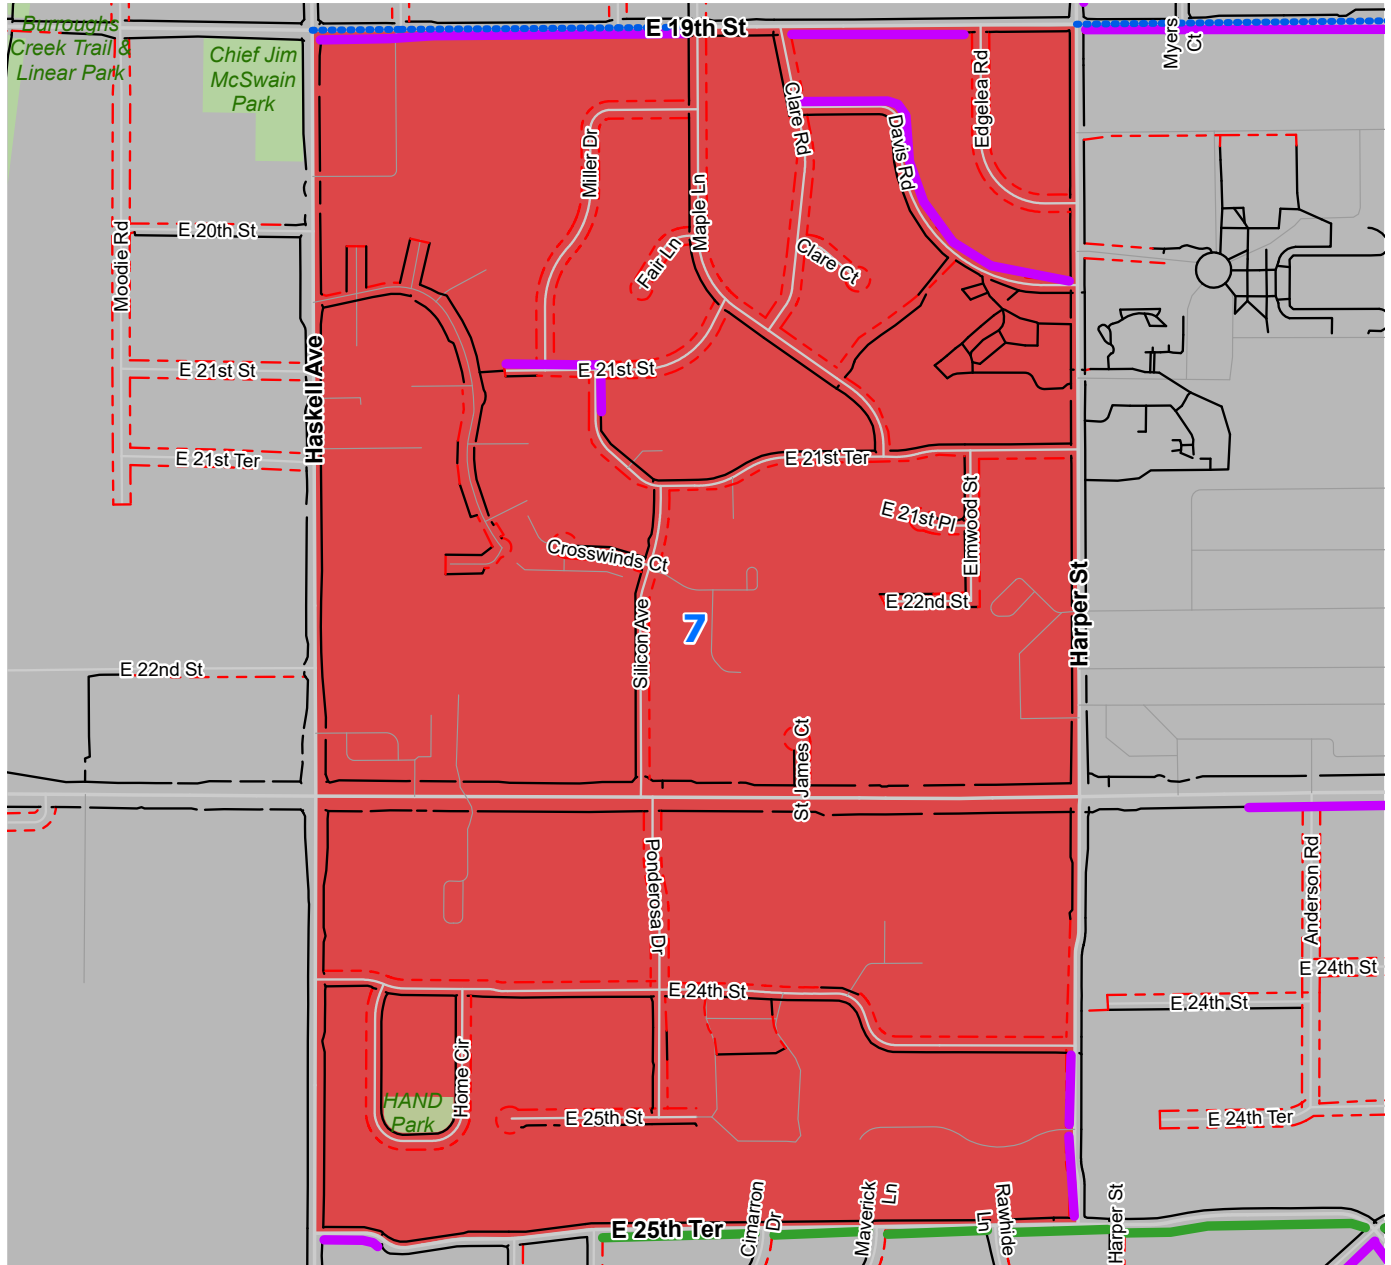 Burroughs
Creek Trail &
Linear Park
Chief Jim
McSwain
Park
E 19th St
Myers
Ct
Edgelea Rd
Clare Rd
Davis Rd
Miller Dr
Maple Ln
Fair Ln
Clare Ct
Moodie Rd
E 20th St
E 21st St
E 21st Ter
Haskell Ave
E 21st St
E 21st Ter
E 21st Pl
Elmwood St
Crosswinds Ct
E 22nd St
Harper St
Silicon Ave
7
E 22nd St
St James Ct
Ponderosa Dr
Anderson Rd
E 24th St
E 24th St
E 24th St
Home Cir
HAND
Park
E 25th St
E 24th Ter
E 25th Ter
Cimarron
Dr
Maverick
Ln
Rawhide
Ln
Harper St